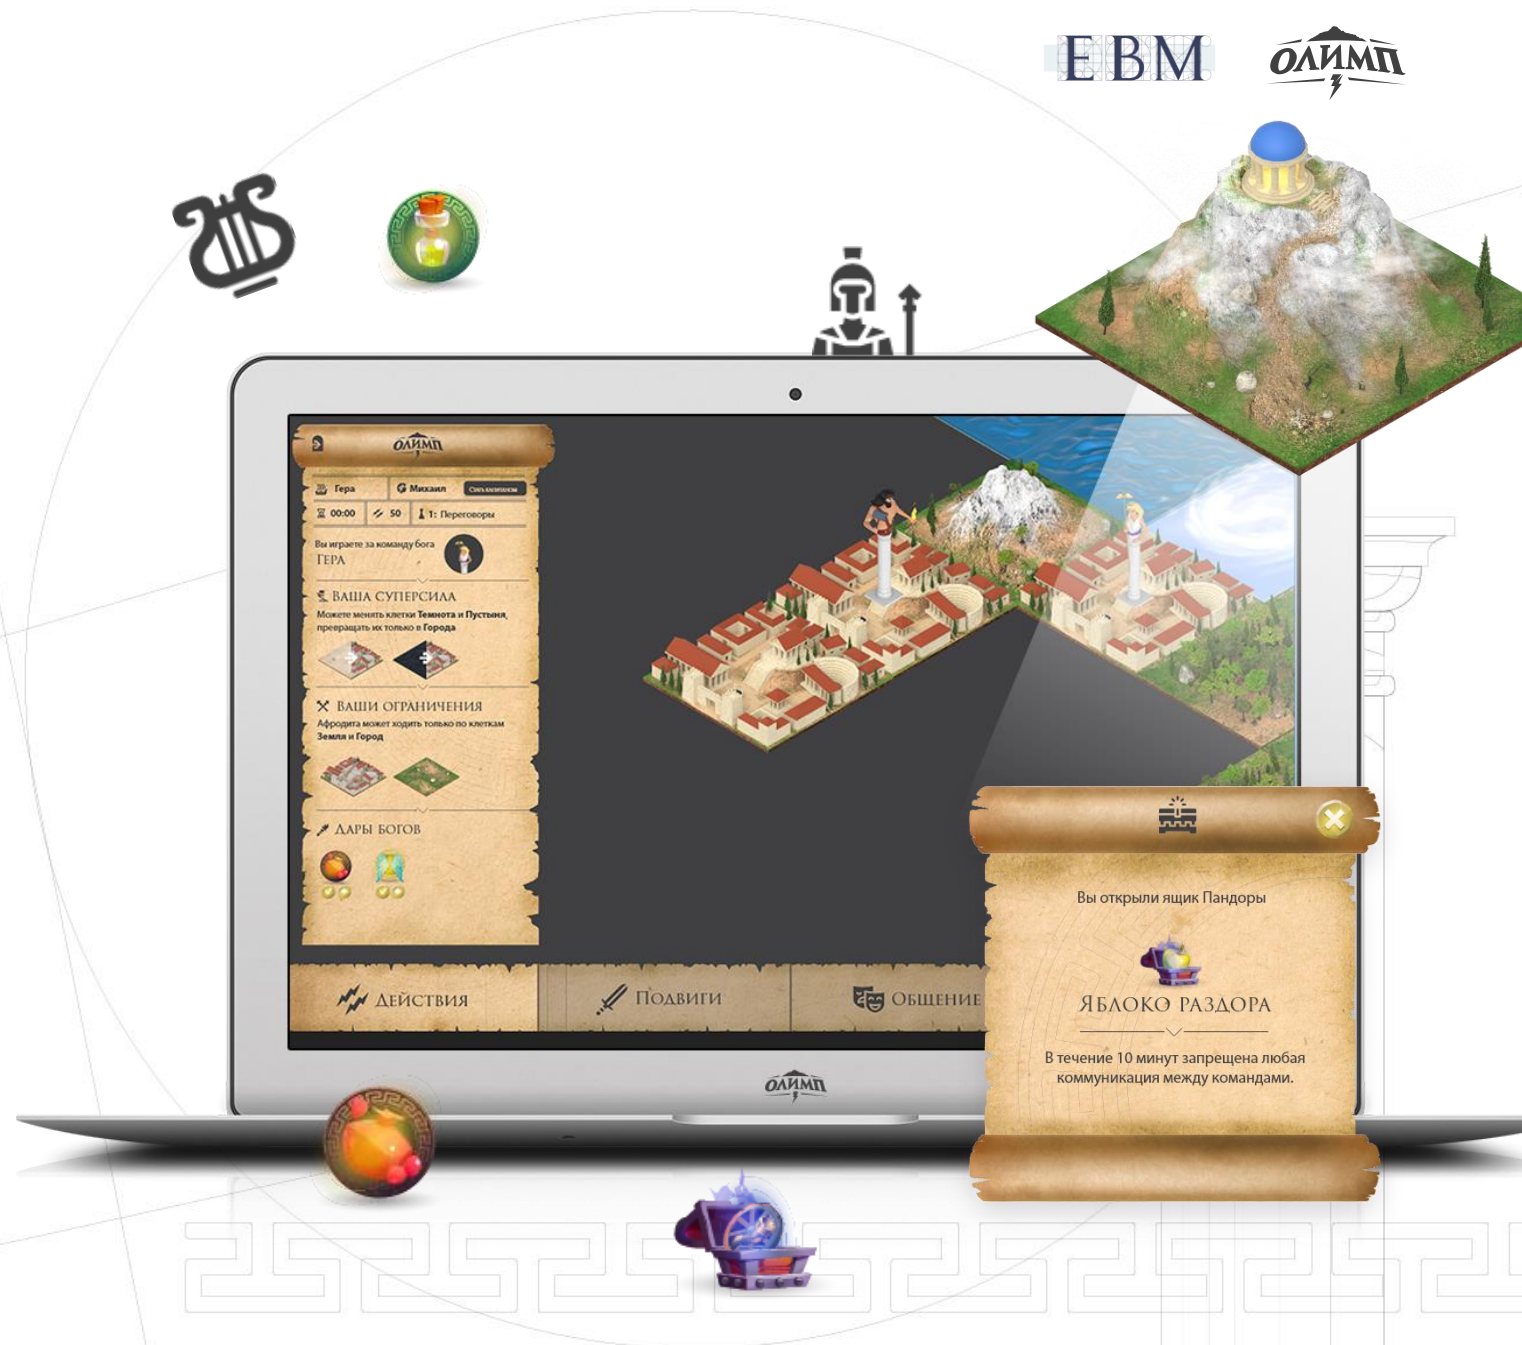 EBM
ОЛИМП
ОЛИМП
Гера
Михаил
Стать капитаном
00:00
50
1: Переговоры
Вы играете за команду бога
Гера
Ваша суперсила
Можете менять клетки Темнота и Пустыня,
превращать их только в Города
Ваши ограничения
Афродита может ходить только по клеткам
Земля и Город
Дары богов
Действия
Подвиги
Общение
Вы открыли ящик Пандоры
Яблоко раздора
В течение 10 минут запрещена любая
коммуникация между командами.
ОЛИМП